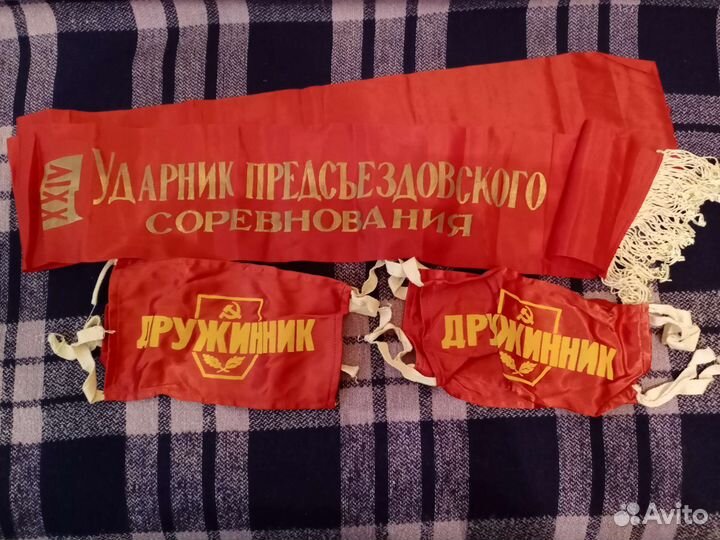 XXIV
УДАРНИК ПРЕДСЪЕЗДОВСКОГО
СОРЕВНОВАНИЯ
ДРУЖИННИК
ДРУЖИННИК
Avito